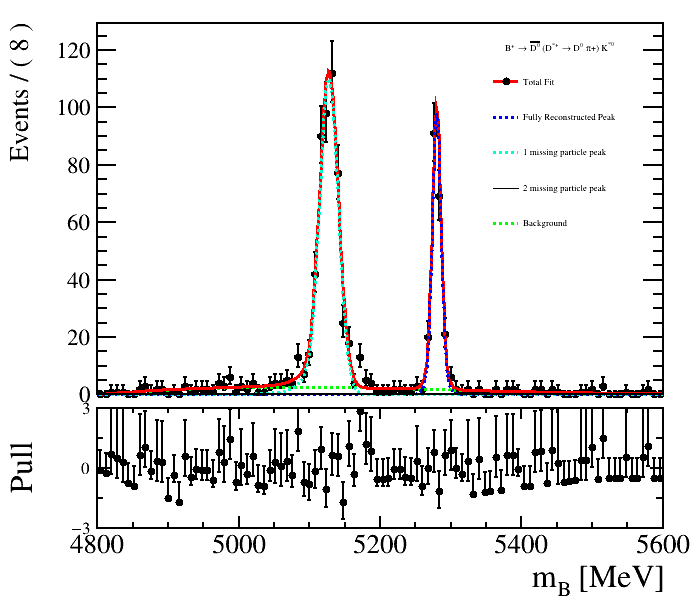 Events / ( 8 )
120
100
80
60
40
20
0
B⁺ → D̅⁰ (D*⁺ → D⁰ π+) K*⁰
Total Fit
Fully Reconstructed Peak
1 missing particle peak
2 missing particle peak
Background
Pull
3
0
−3
4800 5000 5200 5400 5600
m_B [MeV]